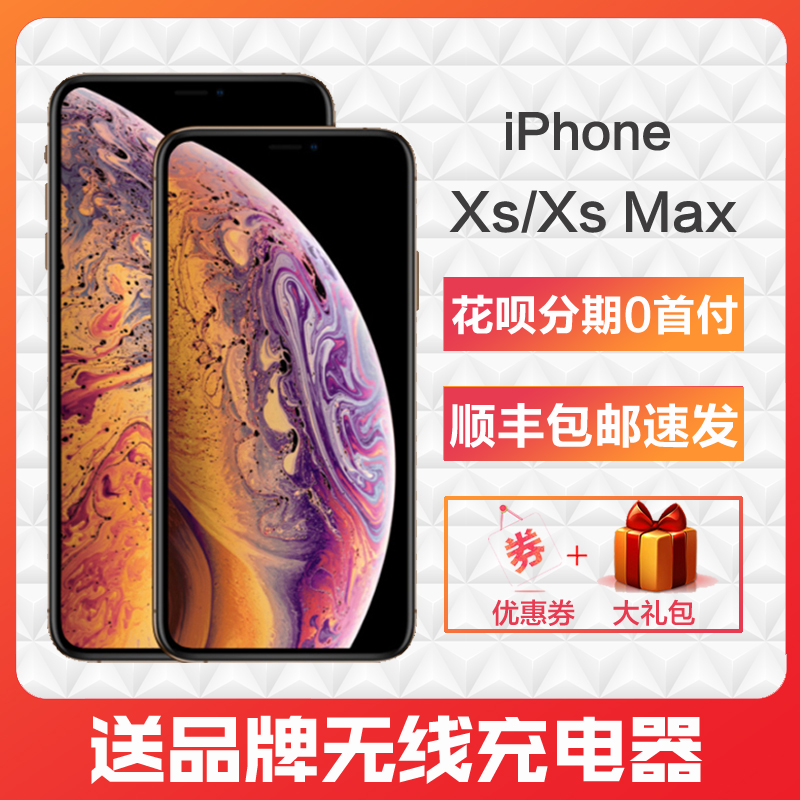 iPhone
Xs/Xs Max
花呗分期0首付
顺丰包邮速发
券
+
优惠券 大礼包
送品牌无线充电器